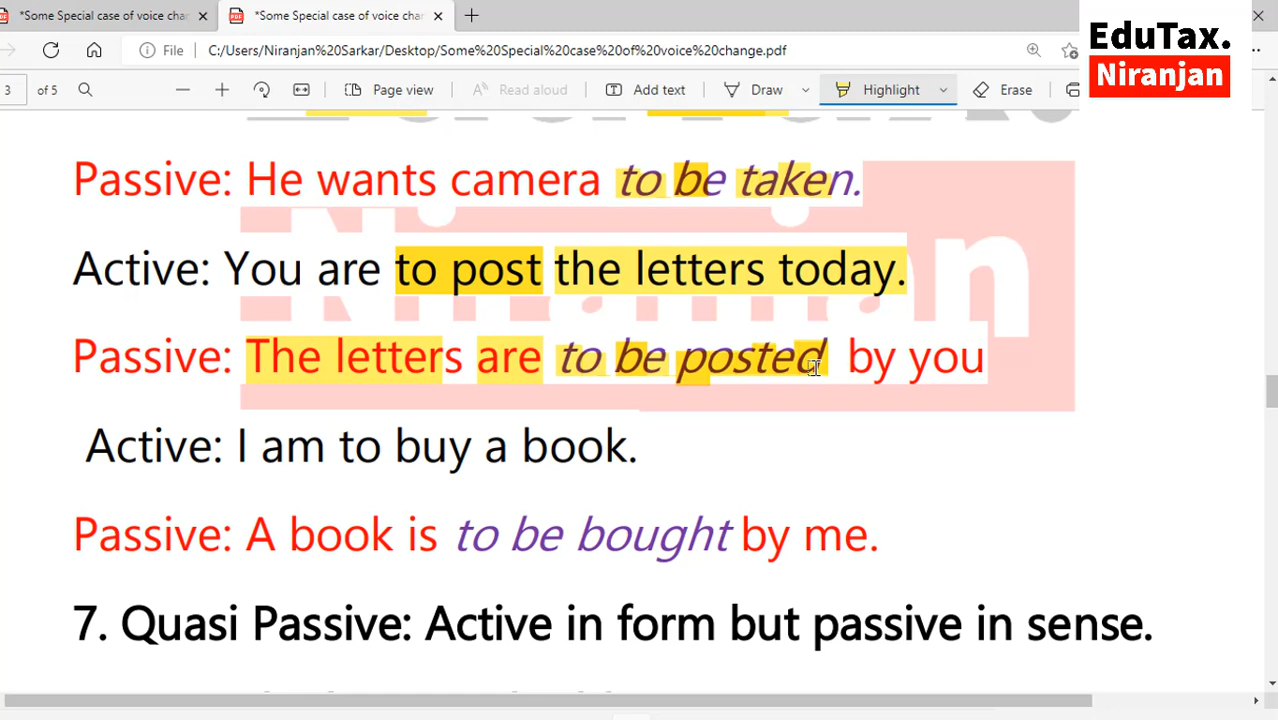 *Some Special case of voice char
*Some Special case of voice char
EduTax.
Niranjan
File
C:/Users/Niranjan%20Sarkar/Desktop/Some%20Special%20case%20of%20voice%20change.pdf
3 of 5
Page view
Read aloud
Add text
Draw
Highlight
Erase
Passive: He wants camera to be taken.
Active: You are to post the letters today.
Passive: The letters are to be posted by you
Active: I am to buy a book.
Passive: A book is to be bought by me.
7. Quasi Passive: Active in form but passive in sense.